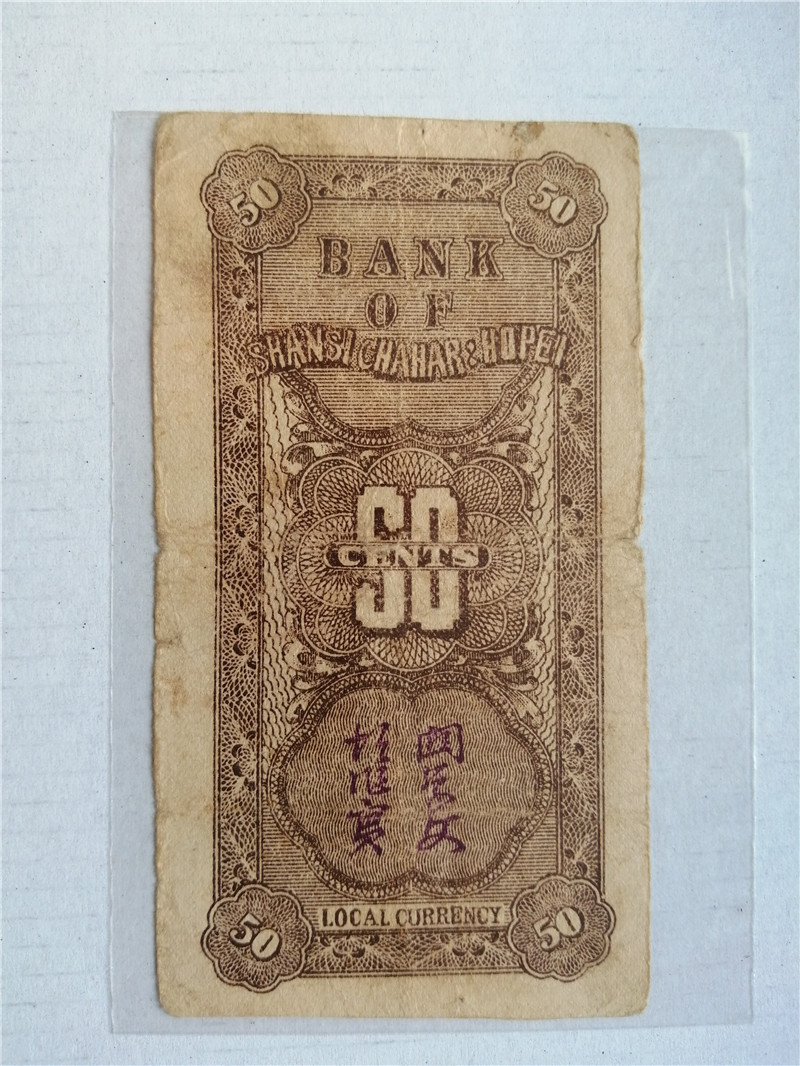 50 50
BANK
OF
SHANSI CHAHAR & HOPEI
50
CENTS
LOCAL CURRENCY
50 50